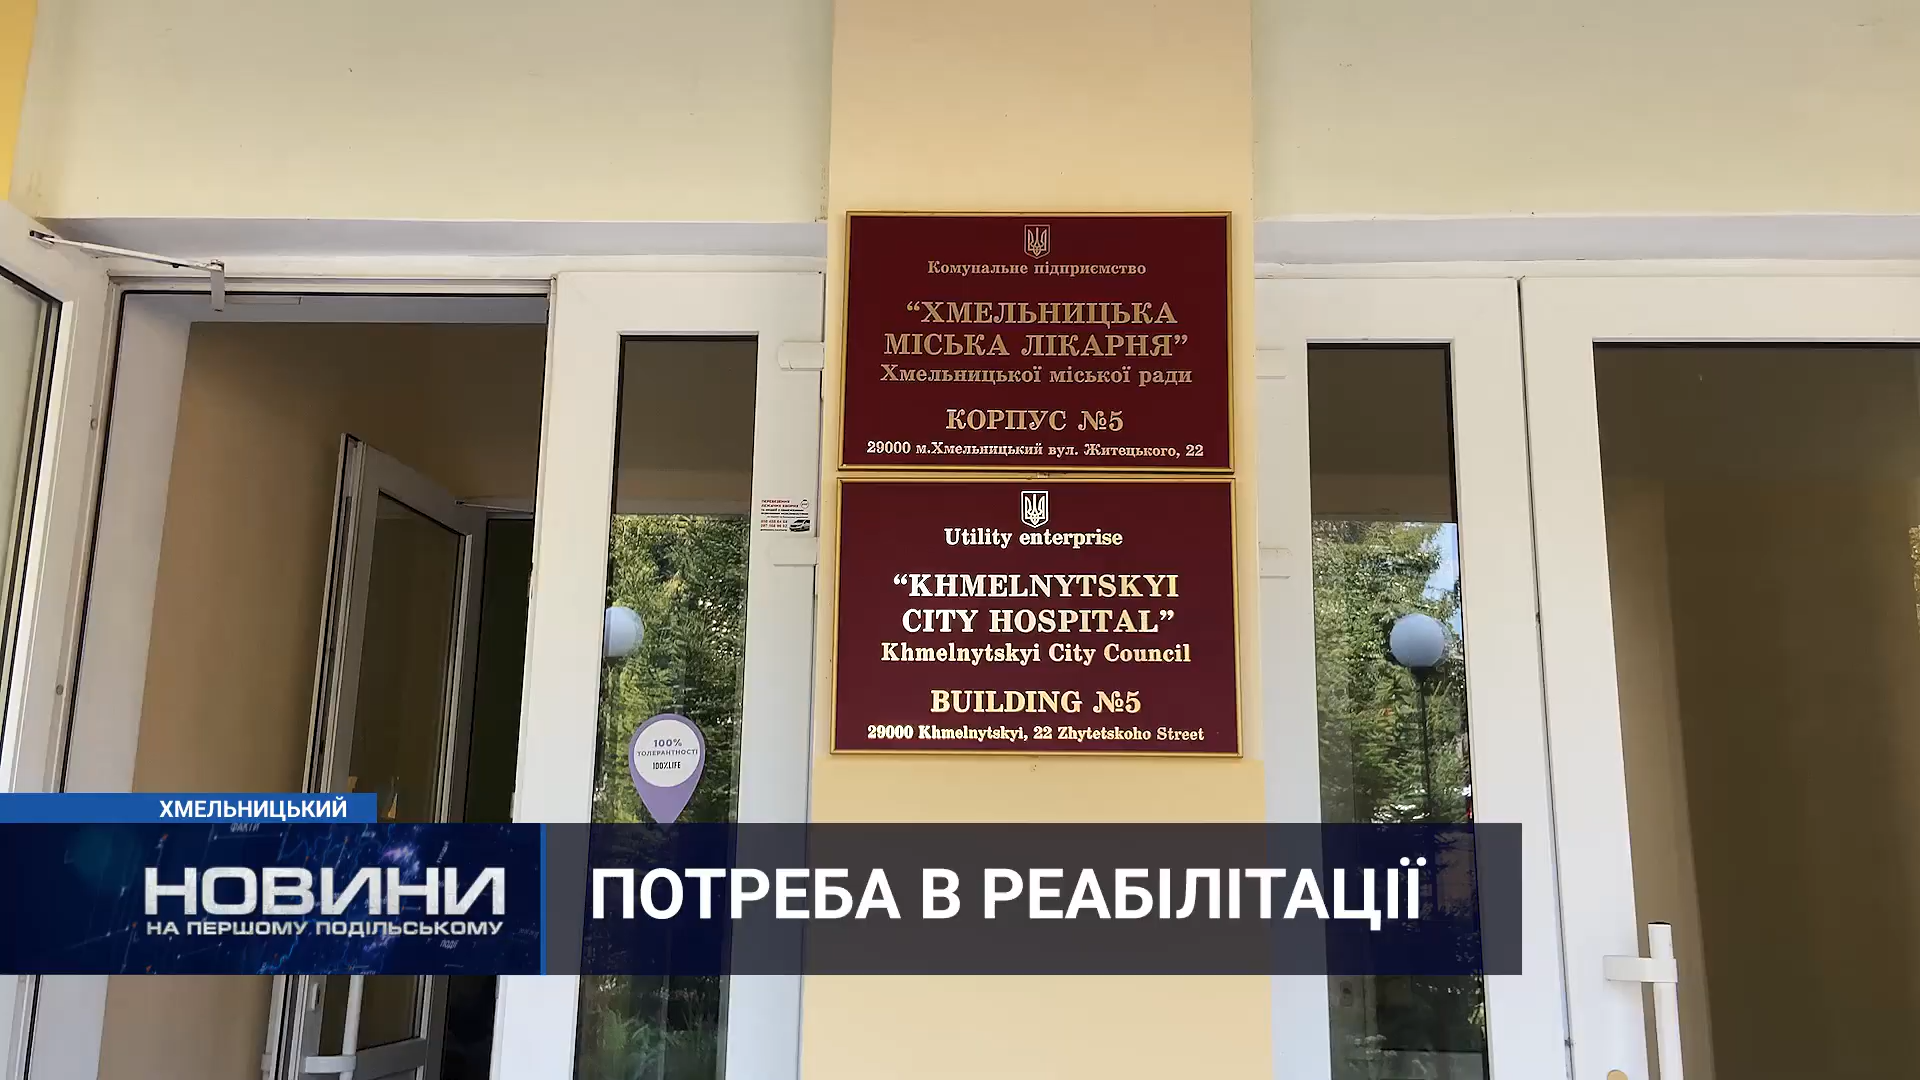 Комунальне підприємство
“ХМЕЛЬНИЦЬКА
МІСЬКА ЛІКАРНЯ”
Хмельницької міської ради
КОРПУС №5
29000 м.Хмельницький вул. Житецького, 22
Utility enterprise
“KHMELNYTSKYI
CITY HOSPITAL”
Khmelnytskyi City Council
BUILDING №5
29000 Khmelnytskyi, 22 Zhytetskoho Street
100%
ТОЛЕРАНТНОСТІ
100%LIFE
ХМЕЛЬНИЦЬКИЙ
ФАКТИ
НОВИНИ
НА ПЕРШОМУ ПОДІЛЬСЬКОМУ
ПОДІЇ
ПОТРЕБА В РЕАБІЛІТАЦІЇ